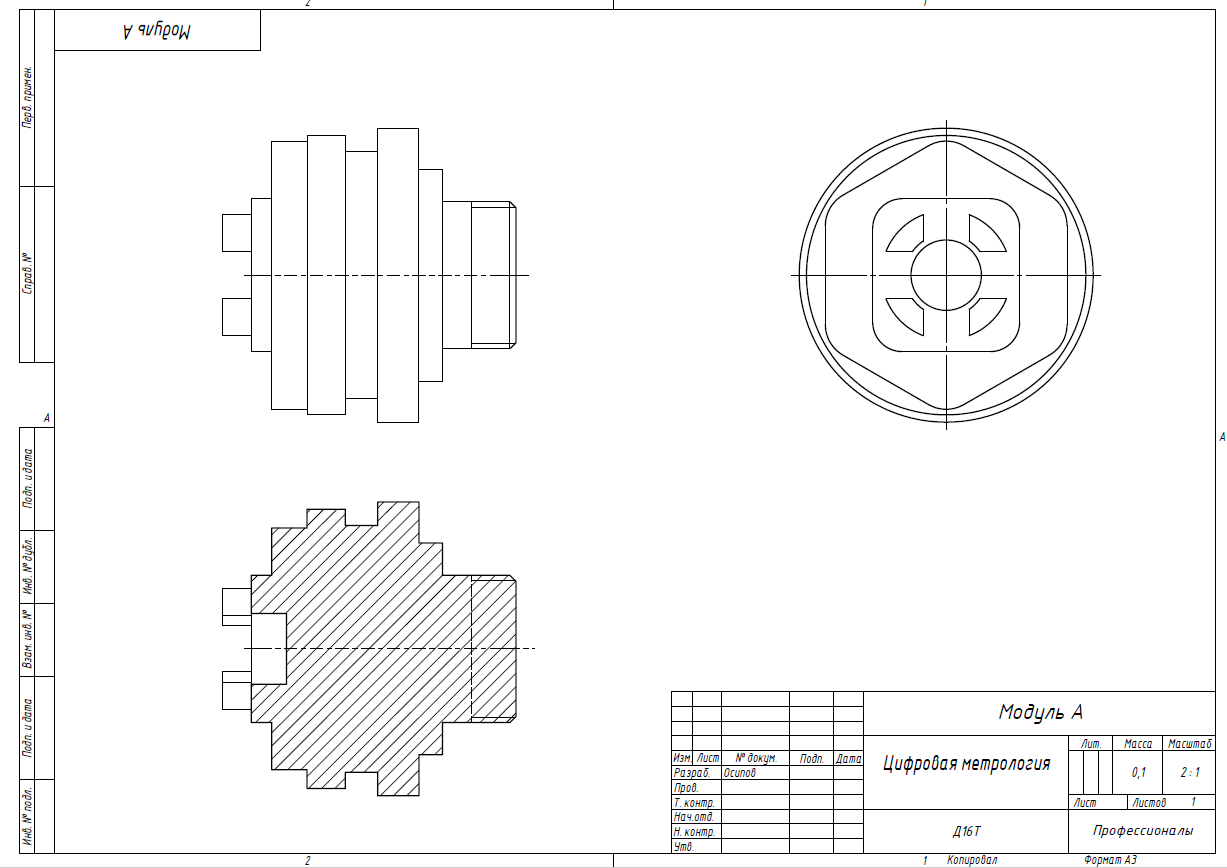 2
1
Модуль А
Перв. примен.
Справ. №
А
А
Подп. и дата
Инв. № дубл.
Взам. инв. №
Подп. и дата
Инв. № подл.
Модуль А
Лит.
Масса
Масштаб
Изм.
Лист
№ докум.
Подп.
Дата
Цифровая метрология
Разраб.
Осипов
0,1
2:1
Пров.
Т. контр.
Лист
Листов
1
Нач.отд.
Н. контр.
Д16Т
Профессионалы
Утв.
2
1
Копировал
Формат А3